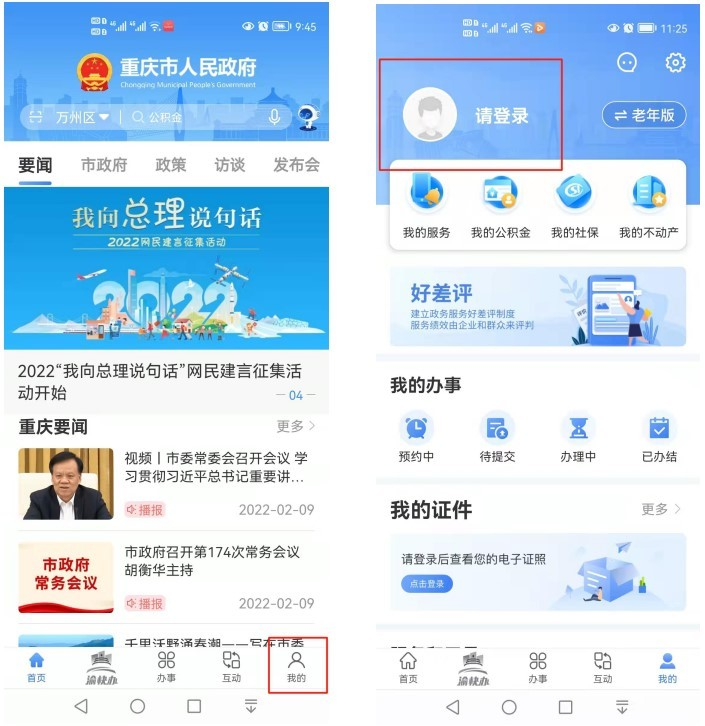 9:45
重庆市人民政府
Chongqing Municipal People's Government
万州区
公积金
要闻
市政府
政策
访谈
发布会
我向总理说句话
2022网民建言征集活动
2022
2022“我向总理说句话”网民建言征集活
动开始
04
重庆要闻
更多
视频丨市委常委会召开会议 学
习贯彻习近平总书记重要讲...
播报
2022-02-09
市政府
常务会议
市政府召开第174次常务会议
胡衡华主持
播报
2022-02-09
千里沃野涌春潮——写在市委
首页
渝快办
办事
互动
我的
11:25
请登录
老年版
我的服务
我的公积金
我的社保
我的不动产
好差评
建立政务服务好差评制度
服务绩效由企业和群众来评判
我的办事
预约中
待提交
办理中
已办结
我的证件
更多
请登录后查看您的电子证照
点击登录
首页
渝快办
办事
互动
我的